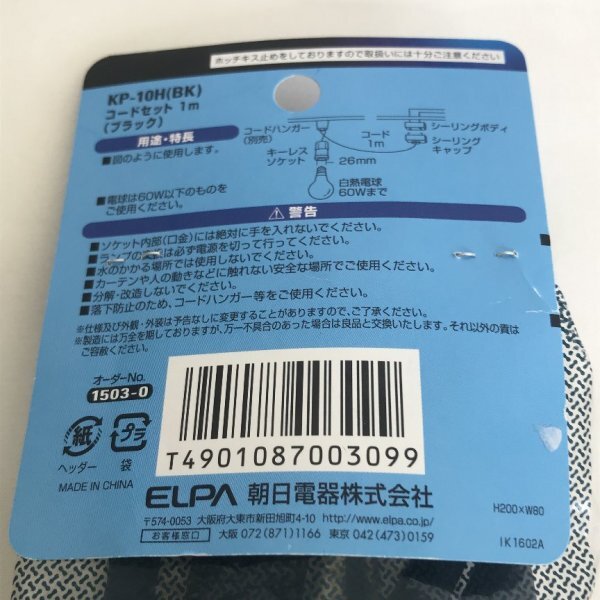 ホッチキス止めをしておりますので取扱いには十分ご注意ください
KP-10H(BK)
コードセット 1m
(ブラック)
用途・特長
■図のように使用します。
■電球は60W以下のものを
ご使用ください。
コードハンガー
(別売)
コード
1m
シーリングボディ
シーリング
キャップ
キーレス
ソケット
26mm
白熱電球
60Wまで
警告
■ソケット内部(口金)には絶対に手を入れないでください。
■ランプの は必ず電源を切って行ってください。
■水のかかる場所では使用しないでください。
■カーテンや人の動きなどに触れない安全な場所でご使用ください。
■分解・改造しないでください。
■落下防止のため、コードハンガー等をご使用ください。
※仕様及び外観・外装は予告なしに変更することがありますので、ご了承ください。
※製造には万全を期しておりますが、万一不具合のあった場合は良品と交換いたします。それ以外の責は
ご容赦ください。
オーダーNo.
1503-0
紙
プラ
ヘッダー
袋
MADE IN CHINA
T4901087003099
ELPA 朝日電器株式会社
〒574-0053 大阪府大東市新田旭町4-10 http://www.elpa.co.jp/
お客様窓口 大阪 072(871)1166 東京 042(473)0159
H200×W80
IK1602A